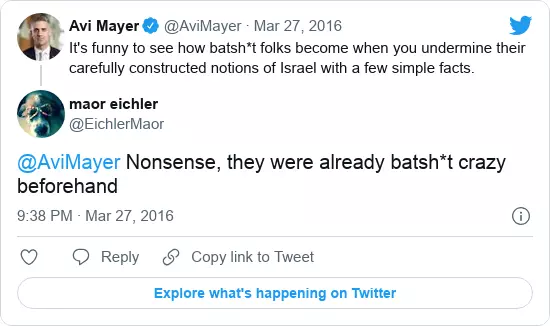 Avi Mayer @AviMayer · Mar 27, 2016
It's funny to see how batsh*t folks become when you undermine their
carefully constructed notions of Israel with a few simple facts.
maor eichler
@EichlerMaor
@AviMayer Nonsense, they were already batsh*t crazy
beforehand
9:38 PM · Mar 27, 2016
Reply
Copy link to Tweet
Explore what's happening on Twitter